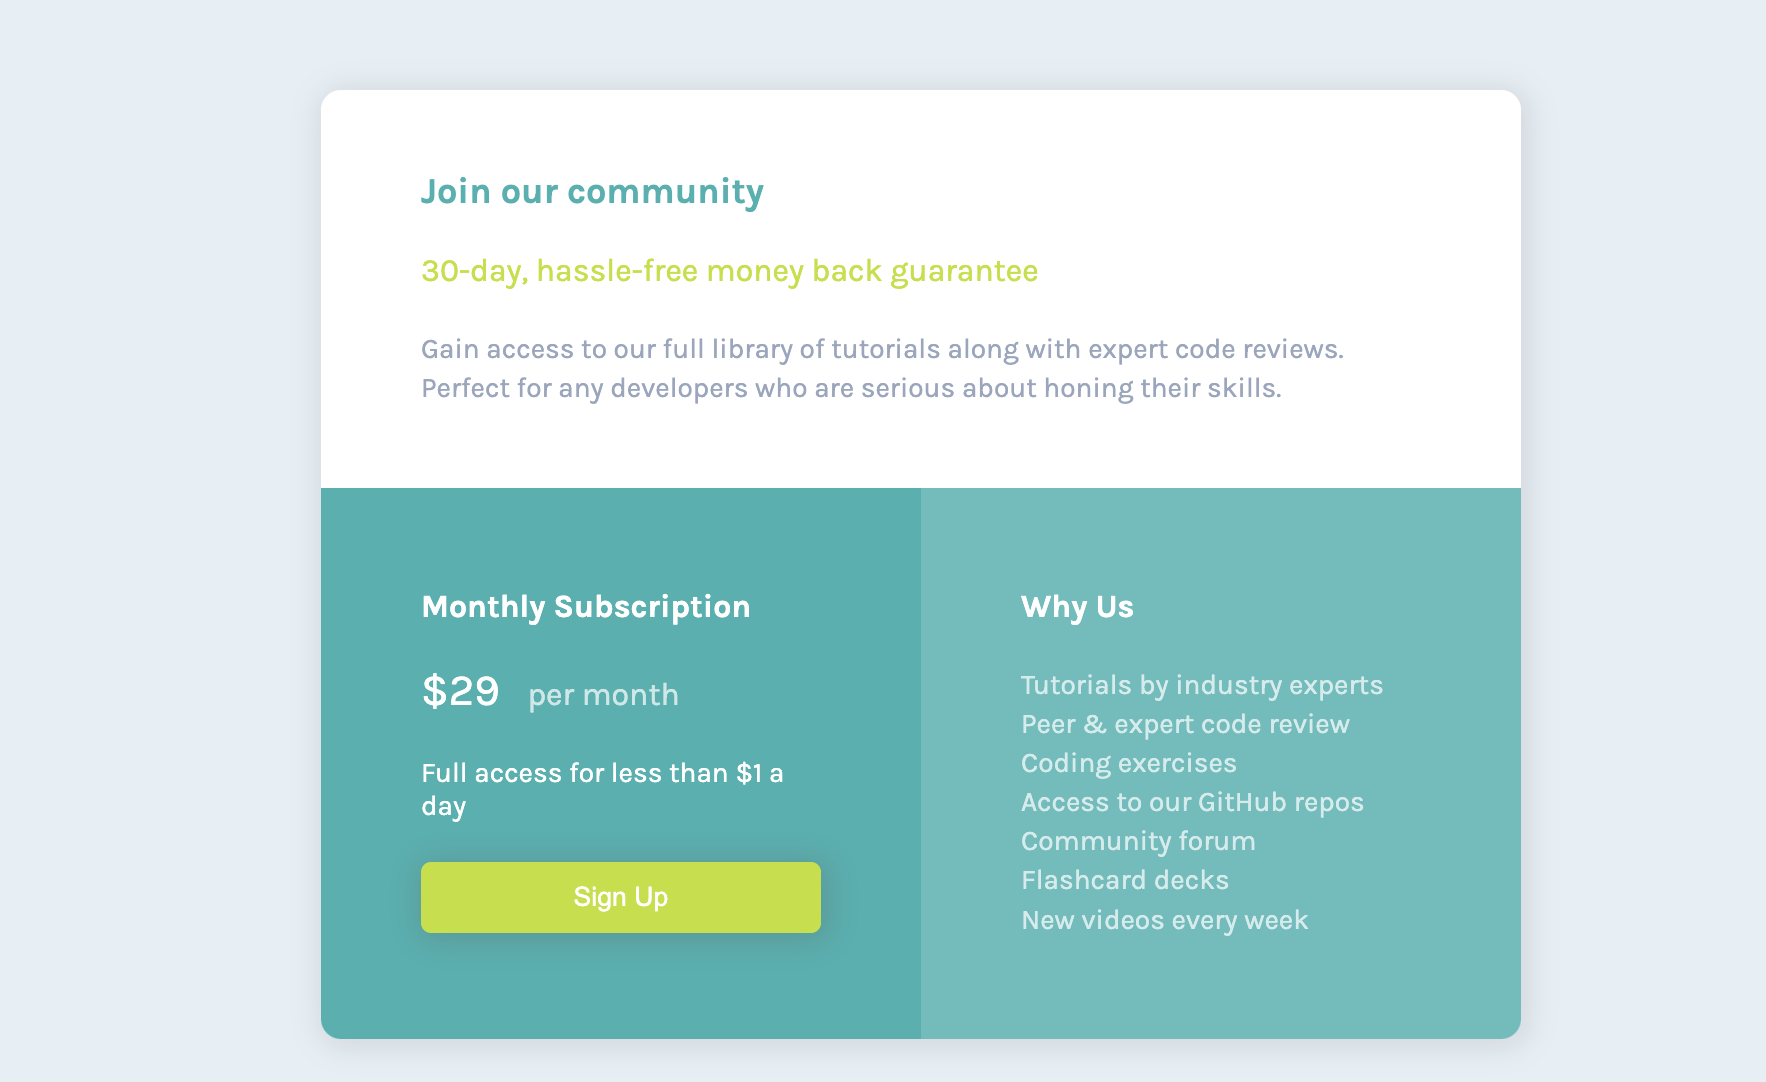 Join our community
30-day, hassle-free money back guarantee
Gain access to our full library of tutorials along with expert code reviews.
Perfect for any developers who are serious about honing their skills.
Monthly Subscription
$29 per month
Full access for less than $1 a
day
Sign Up
Why Us
Tutorials by industry experts
Peer & expert code review
Coding exercises
Access to our GitHub repos
Community forum
Flashcard decks
New videos every week